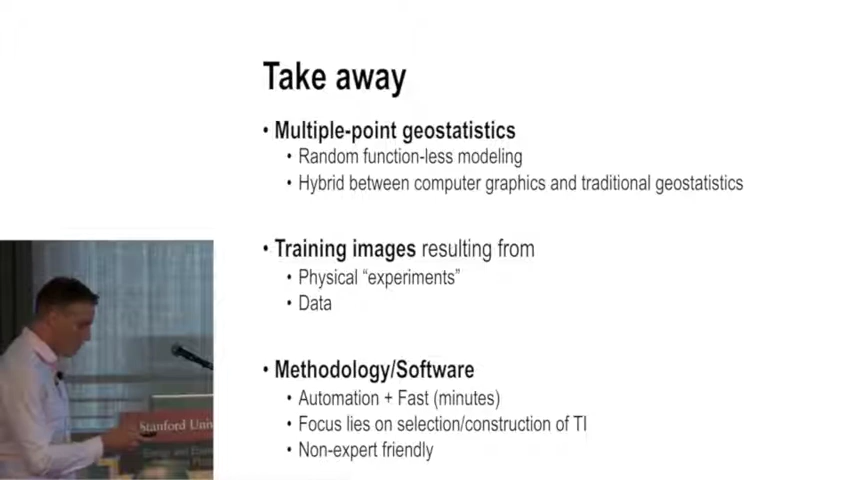 Take away
• Multiple-point geostatistics
• Random function-less modeling
• Hybrid between computer graphics and traditional geostatistics
• Training images resulting from
• Physical “experiments”
• Data
• Methodology/Software
• Automation + Fast (minutes)
• Focus lies on selection/construction of TI
• Non-expert friendly
Stanford Univ